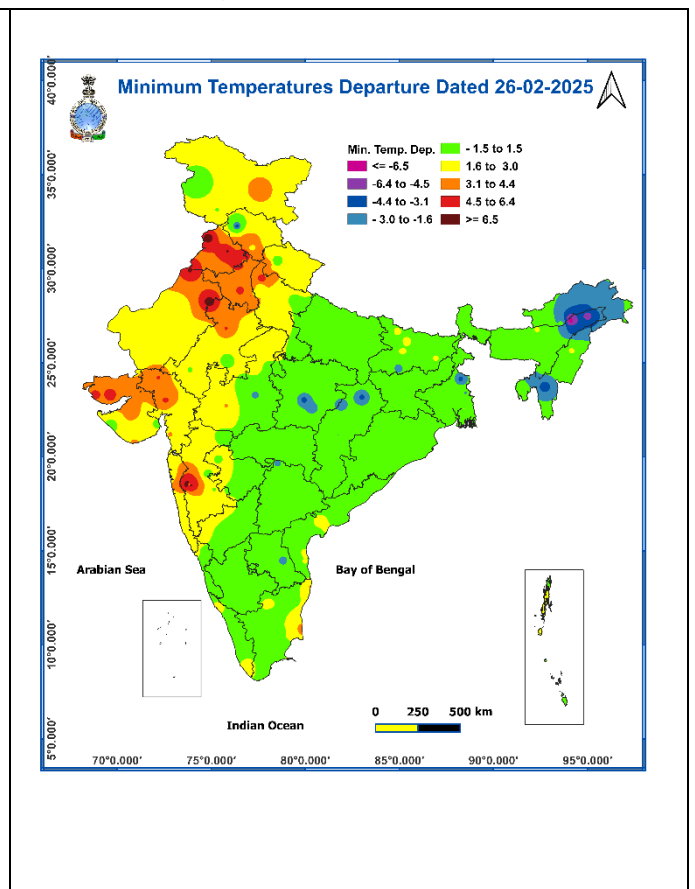 Minimum Temperatures Departure Dated 26-02-2025
Min. Temp. Dep.
<= -6.5
-6.4 to -4.5
-4.4 to -3.1
- 3.0 to -1.6
- 1.5 to 1.5
1.6 to 3.0
3.1 to 4.4
4.5 to 6.4
>= 6.5
40°0.000'
35°0.000'
30°0.000'
25°0.000'
20°0.000'
15°0.000'
10°0.000'
5°0.000'
Arabian Sea
Bay of Bengal
Indian Ocean
0 250 500 km
70°0.000' 75°0.000' 80°0.000' 85°0.000' 90°0.000' 95°0.000'